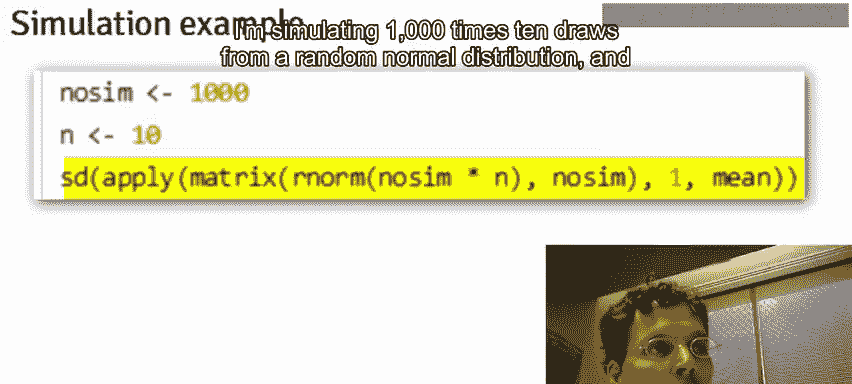 Simulation example
I'm simulating 1,000 times ten draws
from a random normal distribution, and
nosim <- 1000
n <- 10
sd(apply(matrix(rnorm(nosim * n), nosim), 1, mean))